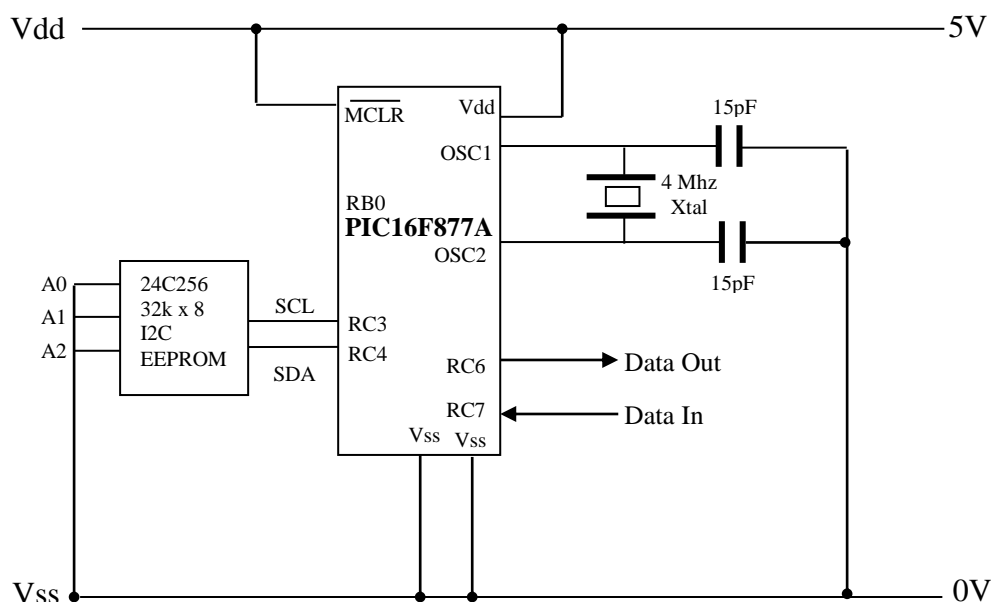 Vdd
5V
MCLR
Vdd
15pF
OSC1
4 Mhz
Xtal
RB0
PIC16F877A
OSC2
15pF
A0
A1
A2
24C256
32k x 8
I2C
EEPROM
SCL
SDA
RC3
RC4
RC6
Data Out
RC7
Data In
Vss
Vss
Vss
0V